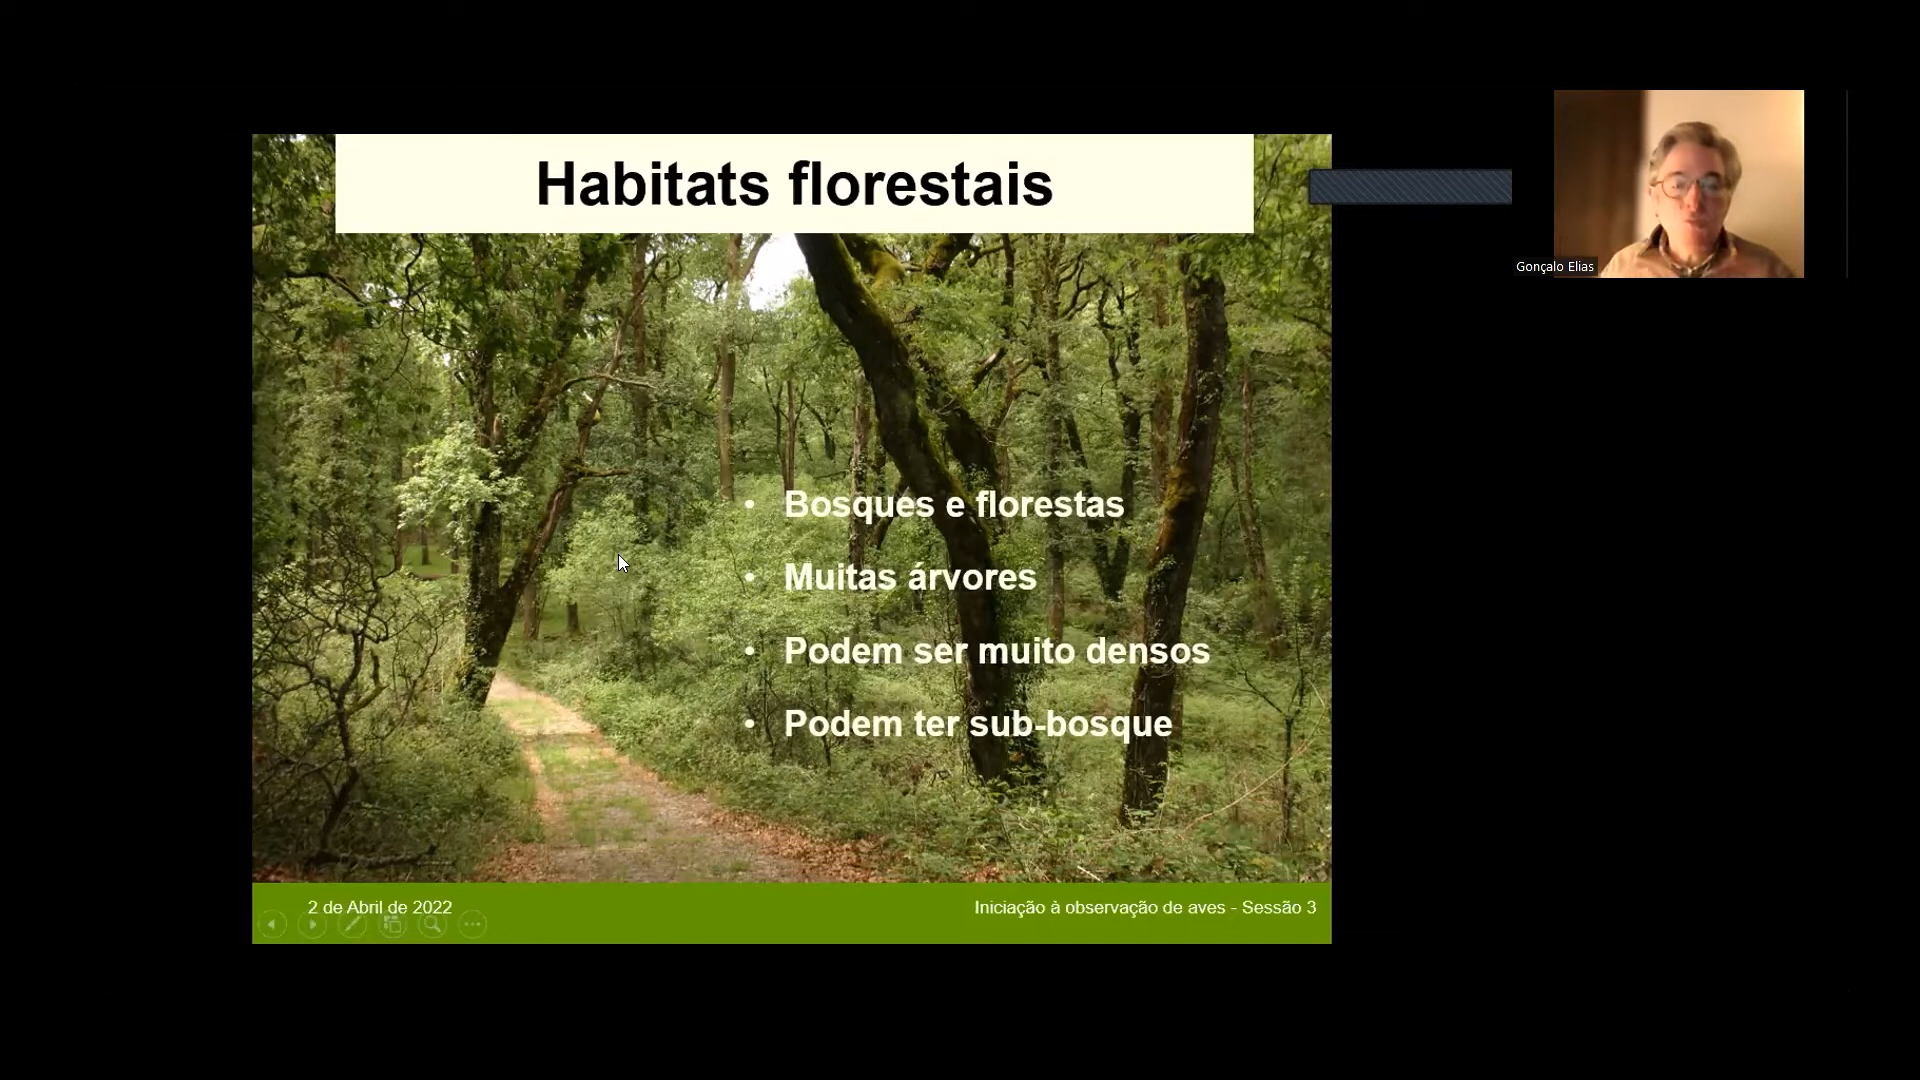 Habitats florestais
Gonçalo Elias
• Bosques e florestas
• Muitas árvores
• Podem ser muito densos
• Podem ter sub-bosque
2 de Abril de 2022
Iniciação à observação de aves - Sessão 3